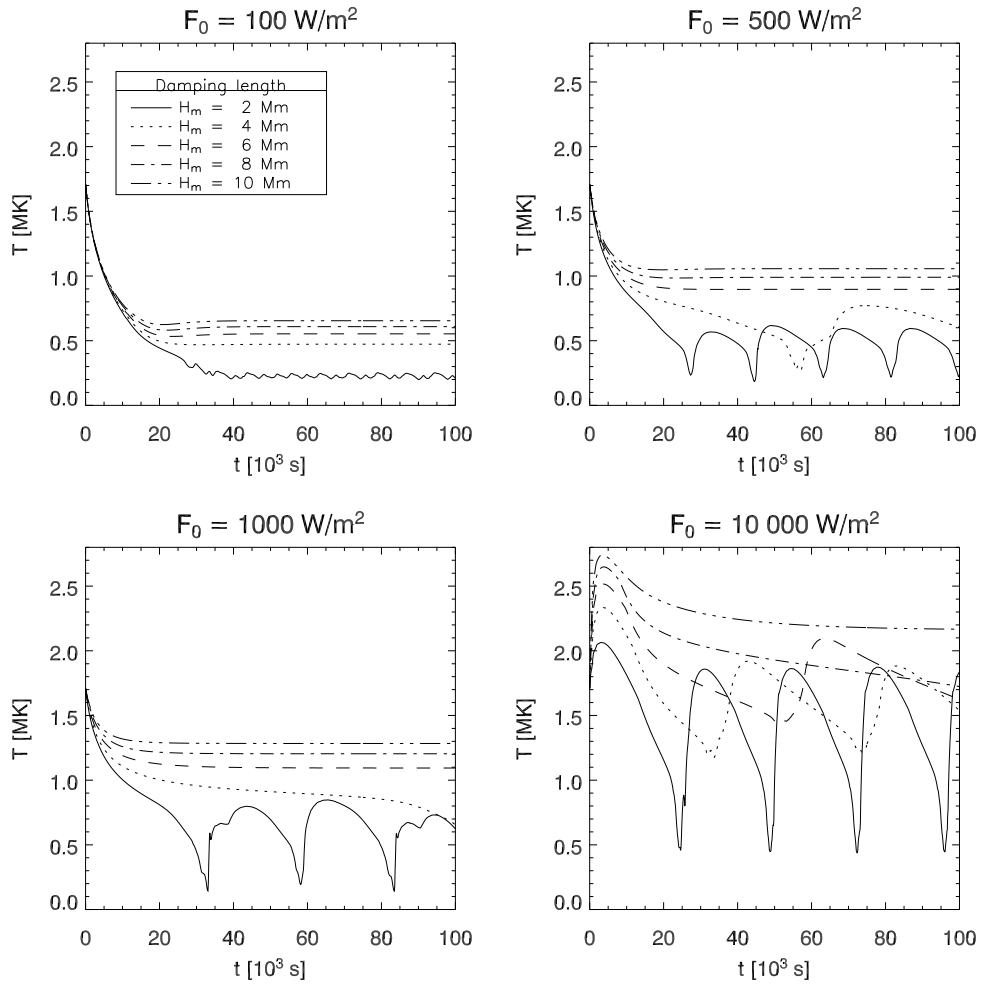 F₀ = 100 W/m²
Damping length
Hₘ = 2 Mm
Hₘ = 4 Mm
Hₘ = 6 Mm
Hₘ = 8 Mm
Hₘ = 10 Mm
2.5
2.0
1.5
1.0
0.5
0.0
T [MK]
0 20 40 60 80 100
t [10³ s]
F₀ = 500 W/m²
2.5
2.0
1.5
1.0
0.5
0.0
T [MK]
0 20 40 60 80 100
t [10³ s]
F₀ = 1000 W/m²
2.5
2.0
1.5
1.0
0.5
0.0
T [MK]
0 20 40 60 80 100
t [10³ s]
F₀ = 10 000 W/m²
2.5
2.0
1.5
1.0
0.5
0.0
T [MK]
0 20 40 60 80 100
t [10³ s]